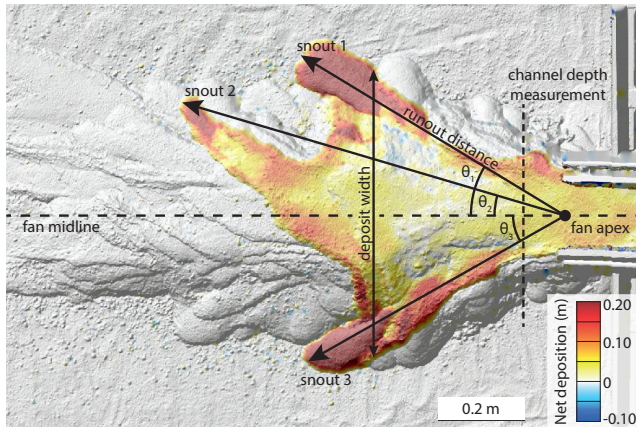 snout 1
snout 2
channel depth
measurement
runout distance
θ1
θ2
deposit width
fan midline
fan apex
θ3
snout 3
0.2 m
Net deposition (m)
0.20
0.10
0
-0.10